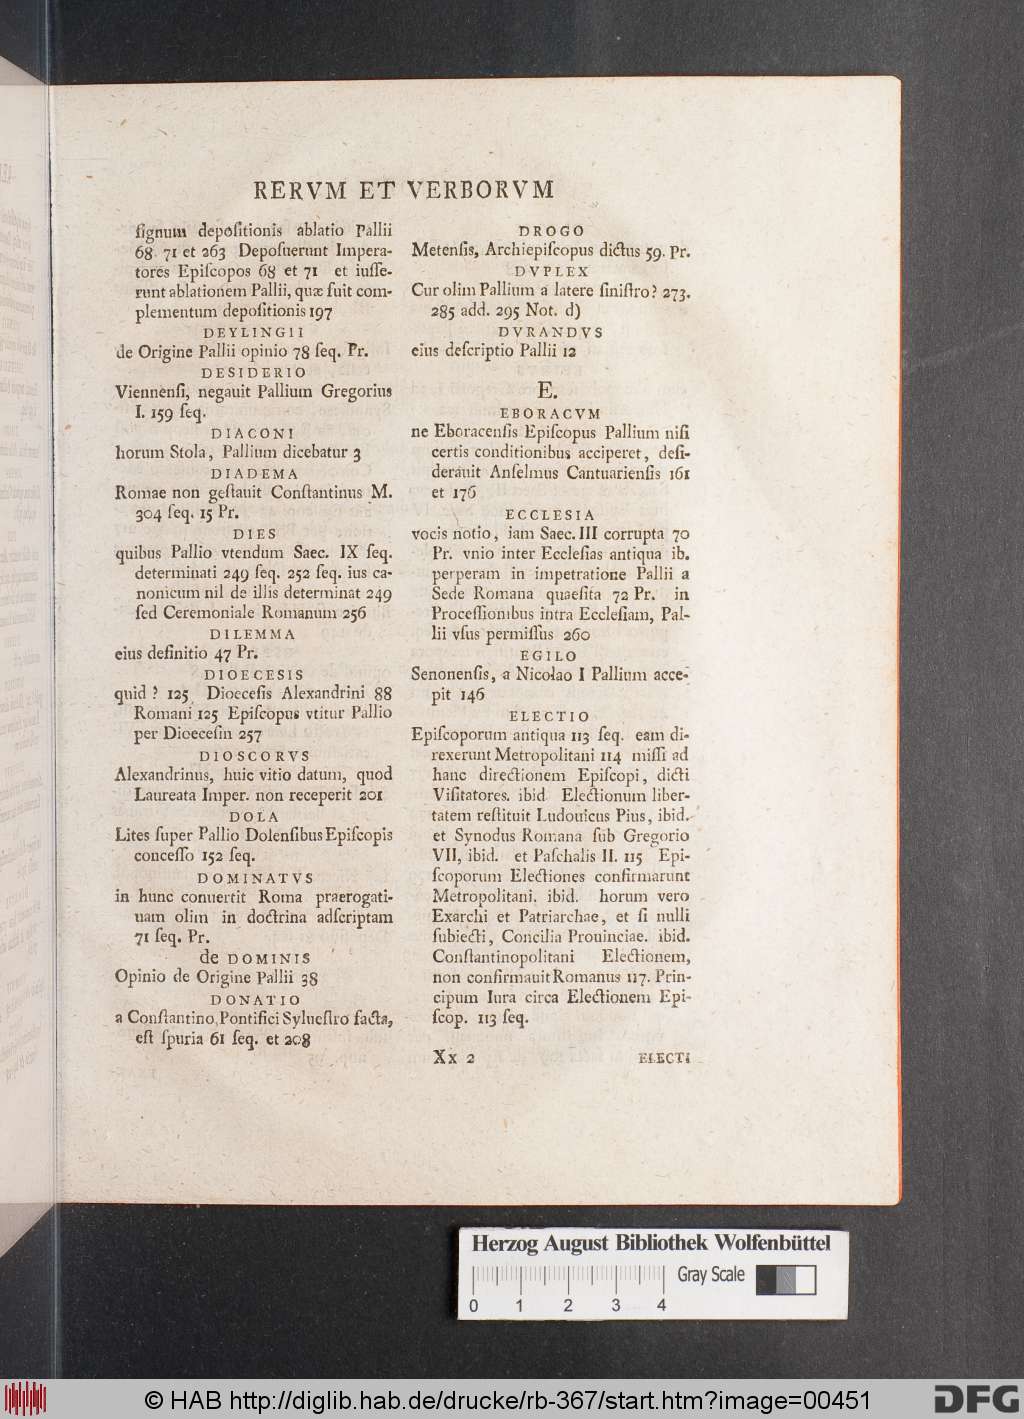 RERVM ET VERBORVM
ſignum depoſitionis ablatio Pallii
68. 71 et 263 Depoſuerunt Impera-
tores Epiſcopos 68 et 71 et iuſſe-
runt ablationem Pallii, quæ fuit com-
plementum depoſitionis 197
DEYLINGII
de Origine Pallii opinio 78 ſeq. Pr.
DESIDERIO
Viennenſi, negauit Pallium Gregorius
I. 159 ſeq.
DIACONI
horum Stola, Pallium dicebatur 3
DIADEMA
Romae non geſtauit Conſtantinus M.
304 ſeq. 15 Pr.
DIES
quibus Pallio vtendum Saec. IX ſeq.
determinati 249 ſeq. 252 ſeq. ius ca-
nonicum nil de illis determinat 249
ſed Ceremoniale Romanum 256
DILEMMA
eius definitio 47 Pr.
DIOECESIS
quid ? 125 Dioeceſis Alexandrini 88
Romani 125 Epiſcopus vtitur Pallio
per Dioeceſin 257
DIOSCORVS
Alexandrinus, huic vitio datum, quod
Laureata Imper. non receperit 201
DOLA
Lites ſuper Pallio Dolenſibus Epiſcopis
conceſſo 152 ſeq.
DOMINATVS
in hunc conuertit Roma praerogati-
uam olim in doctrina adſcriptam
71 ſeq. Pr.
de DOMINIS
Opinio de Origine Pallii 38
DONATIO
a Conſtantino, Pontifici Sylueſtro facta,
eſt ſpuria 61 ſeq. et 208
DROGO
Metenſis, Archiepiſcopus dictus 59. Pr.
DVPLEX
Cur olim Pallium a latere ſiniſtro? 273.
285 add. 295 Not. d)
DVRANDVS
eius deſcriptio Pallii 12
E.
EBORACVM
ne Eboracenſis Epiſcopus Pallium niſi
certis conditionibus acciperet, deſi-
derauit Anſelmus Cantuarienſis 161
et 176
ECCLESIA
vocis notio, iam Saec. III corrupta 70
Pr. vnio inter Eccleſias antiqua ib.
perperam in impetratione Pallii a
Sede Romana quaeſita 72 Pr. in
Proceſſionibus intra Eccleſiam, Pal-
lii vſus permiſſus 260
EGILO
Senonenſis, a Nicolao I Pallium acce-
pit 146
ELECTIO
Epiſcoporum antiqua 113 ſeq. eam di-
rexerunt Metropolitani 114 miſſi ad
hanc directionem Epiſcopi, dicti
Viſitatores. ibid Electionum liber-
tatem reſtituit Ludouicus Pius, ibid.
et Synodus Romana ſub Gregorio
VII, ibid. et Paſchalis II. 115 Epi-
ſcoporum Electiones confirmarunt
Metropolitani. ibid. horum vero
Exarchi et Patriarchae, et ſi nulli
ſubiecti, Concilia Prouinciae. ibid.
Conſtantinopolitani Electionem,
non confirmauit Romanus 117. Prin-
cipum Iura circa Electionem Epi-
ſcop. 113 ſeq.
Xx 2
ELECTI
Herzog August Bibliothek Wolfenbüttel
Gray Scale
0 1 2 3 4
© HAB http://diglib.hab.de/drucke/rb-367/start.htm?image=00451
DFG